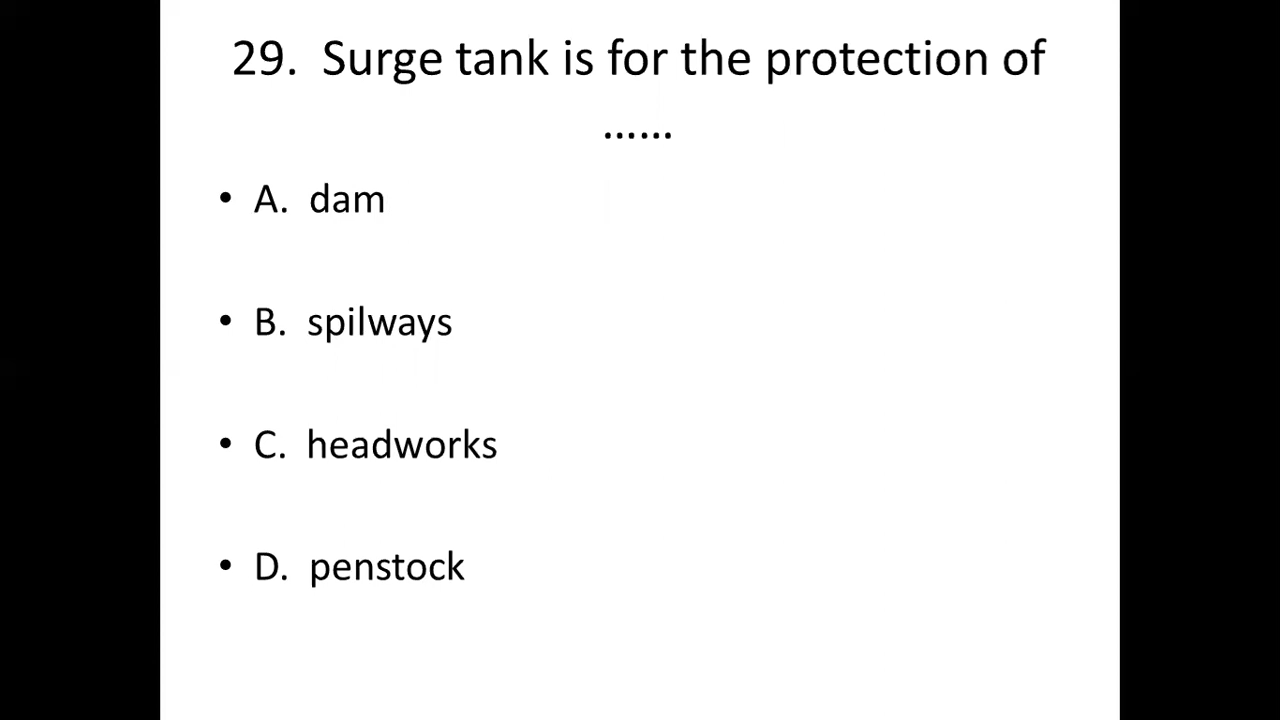 29.  Surge tank is for the protection of
......
• A.  dam
• B.  spilways
• C.  headworks
• D.  penstock